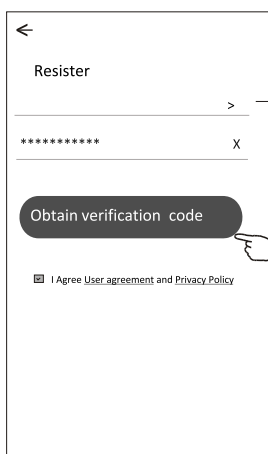 Resister
>
*********** X
Obtain verification code
I Agree User agreement and Privacy Policy